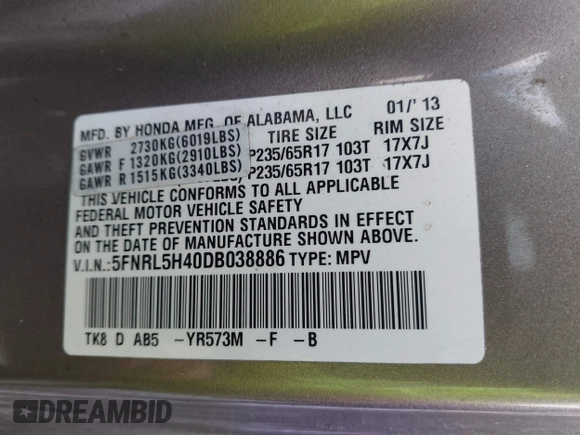 MFD. BY HONDA MFG. OF ALABAMA, LLC 01/'13
TIRE SIZE RIM SIZE
GVWR 2730KG(6019LBS)
GAWR F 1320KG(2910LBS) P235/65R17 103T 17X7J
GAWR R 1515KG(3340LBS) P235/65R17 103T 17X7J
THIS VEHICLE CONFORMS TO ALL APPLICABLE
FEDERAL MOTOR VEHICLE SAFETY
AND THEFT PREVENTION STANDARDS IN EFFECT
ON THE DATE OF MANUFACTURE SHOWN ABOVE.
V.I.N.:5FNRL5H40DB038886 TYPE: MPV
TK8 D AB5 -YR573M -F -B
DREAMBID